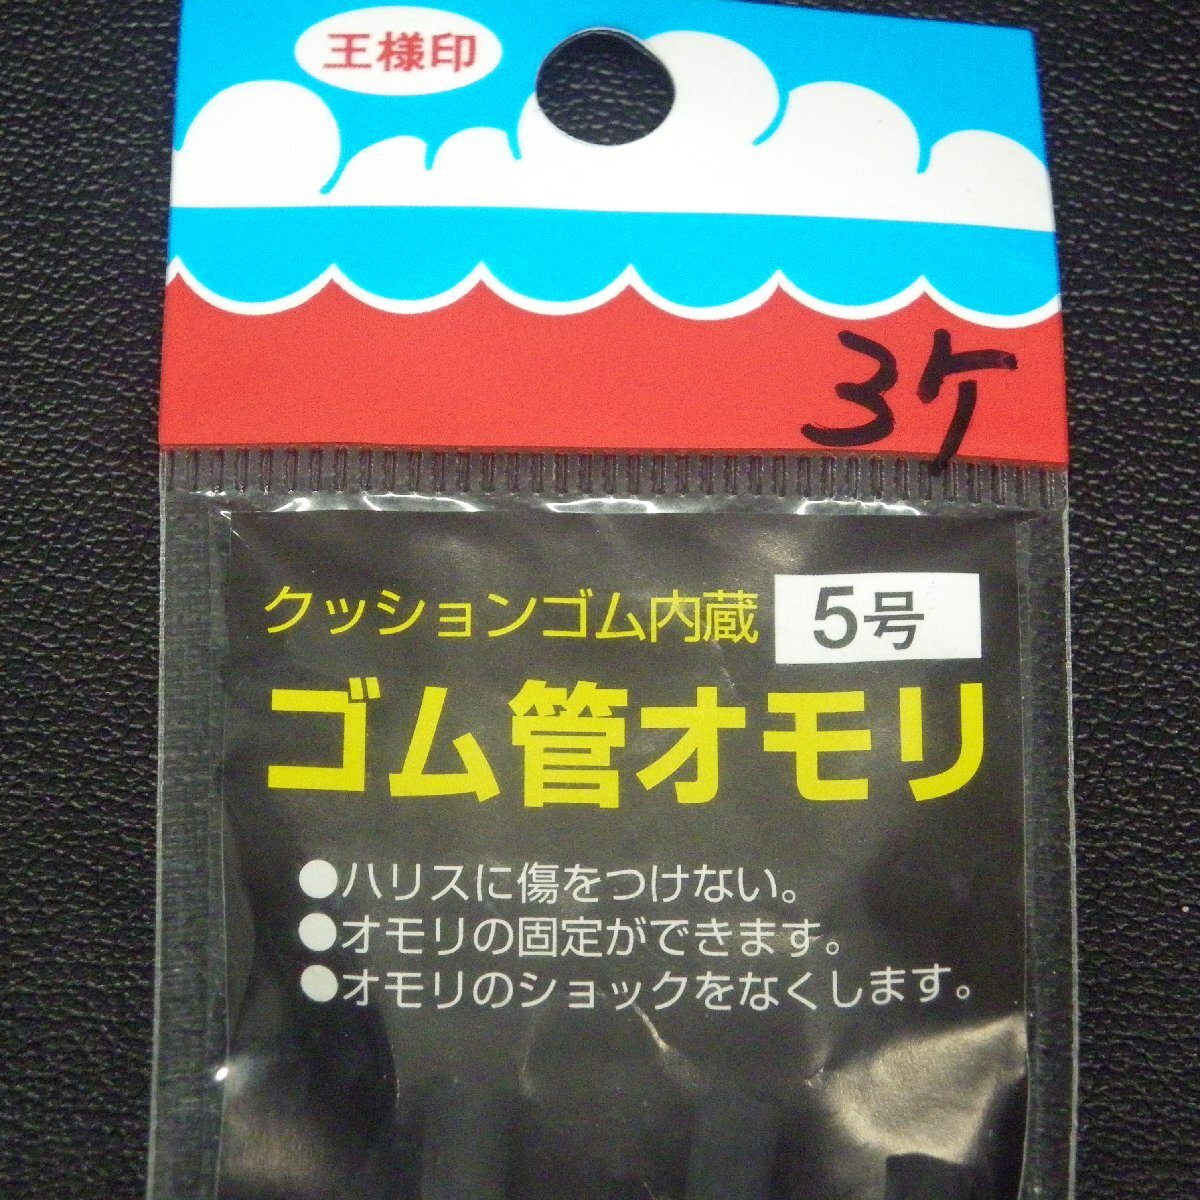 王様印
3ケ
クッションゴム内蔵 5号
ゴム管オモリ
●ハリスに傷をつけない。
●オモリの固定ができます。
●オモリのショックをなくします。